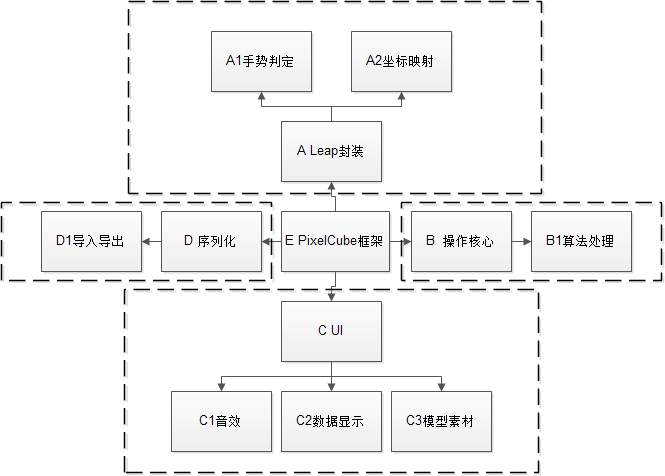 A1手势判定
A2坐标映射
A Leap封装
D1导入导出
D 序列化
E PixelCube框架
B 操作核心
B1算法处理
C UI
C1音效
C2数据显示
C3模型素材